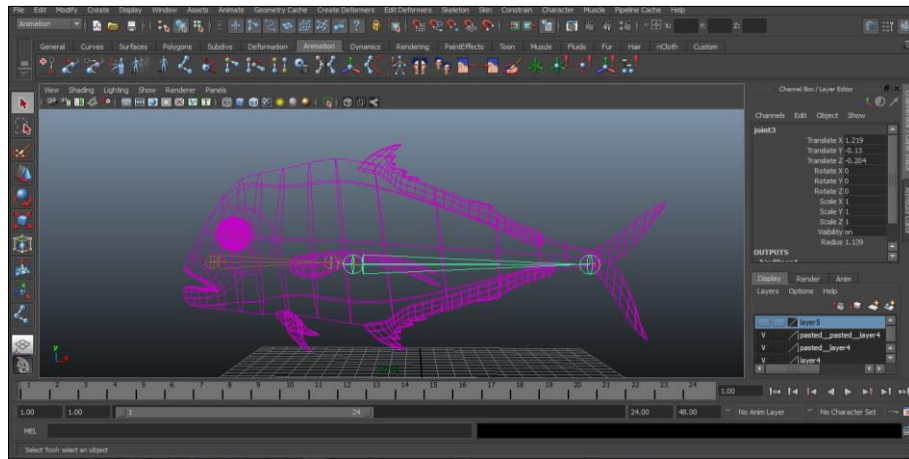 File Edit Modify Create Display Window Assets Animate Geometry Cache Create Deformers Edit Deformers Skeleton Skin Constrain Character Muscle Pipeline Cache Help
Animation X: Y: Z:
General Curves Surfaces Polygons Subdivs Deformation Animation Dynamics Rendering PaintEffects Toon Muscle Fluids Fur Hair nCloth Custom
View Shading Lighting Show Renderer Panels
Channel Box / Layer Editor
Channels Edit Object Show
joint3
Translate X 1.219
Translate Y -0.13
Translate Z -0.204
Rotate X 0
Rotate Y 0
Rotate Z 0
Scale X 1
Scale Y 1
Scale Z 1
Visibility on
Radius 1.139
OUTPUTS
Display Render Anim
Layers Options Help
layer5
V pasted__pasted__layer4
V pasted__layer4
V layer4
y
x
1 2 3 4 5 6 7 8 9 10 11 12 13 14 15 16 17 18 19 20 21 22 23 24 1.00
1.00 1.00 1 24 24.00 48.00 No Anim Layer No Character Set
MEL
Select Tool: select an object